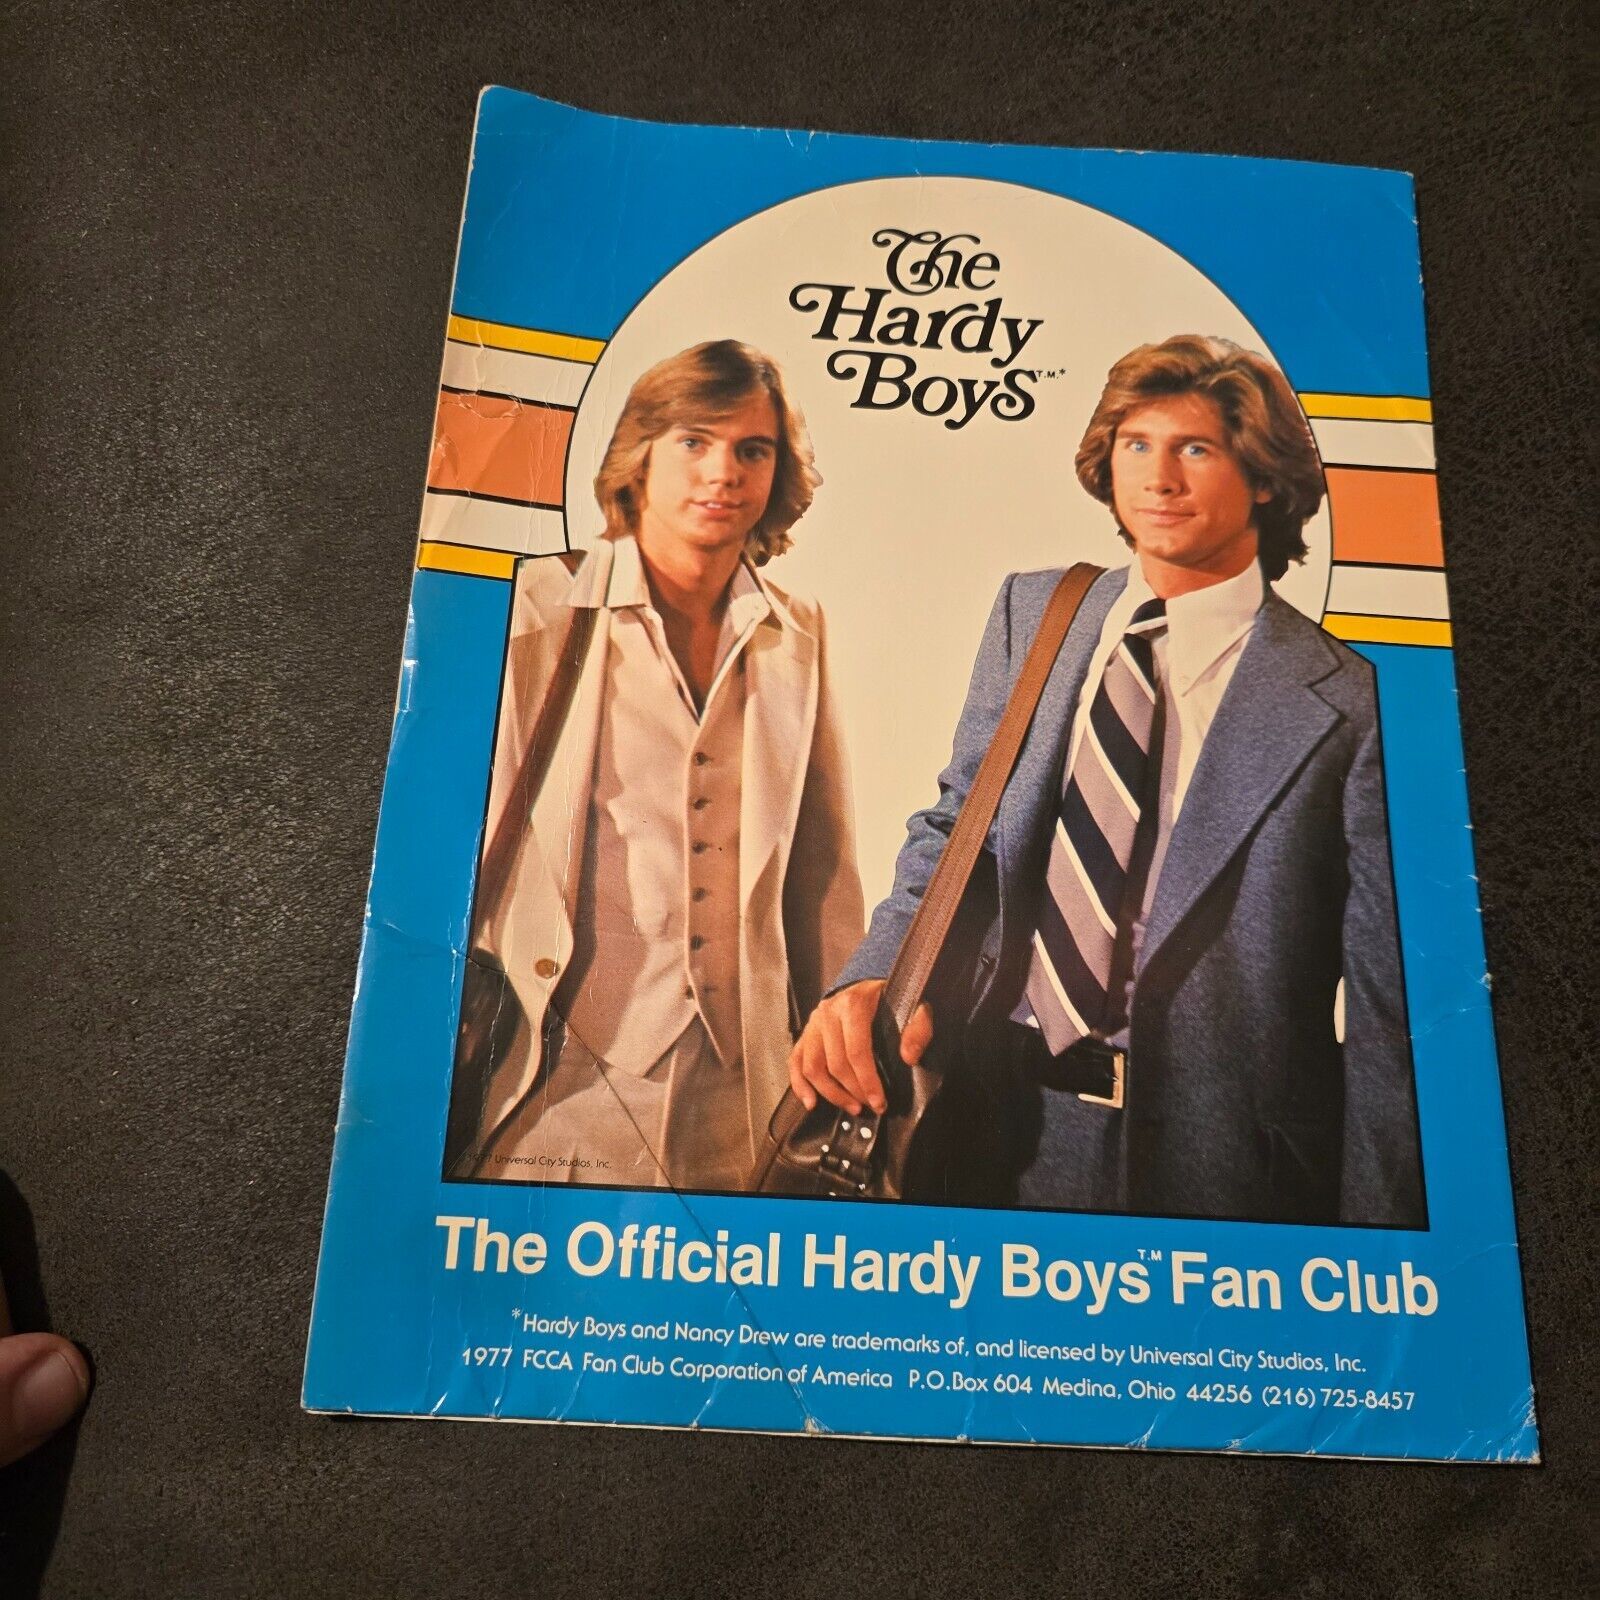 The
Hardy
Boys T.M.*
Universal City Studios, Inc.
The Official Hardy Boys T.M Fan Club
*Hardy Boys and Nancy Drew are trademarks of, and licensed by Universal City Studios, Inc.
1977 FCCA Fan Club Corporation of America P.O.Box 604 Medina, Ohio 44256 (216) 725-8457